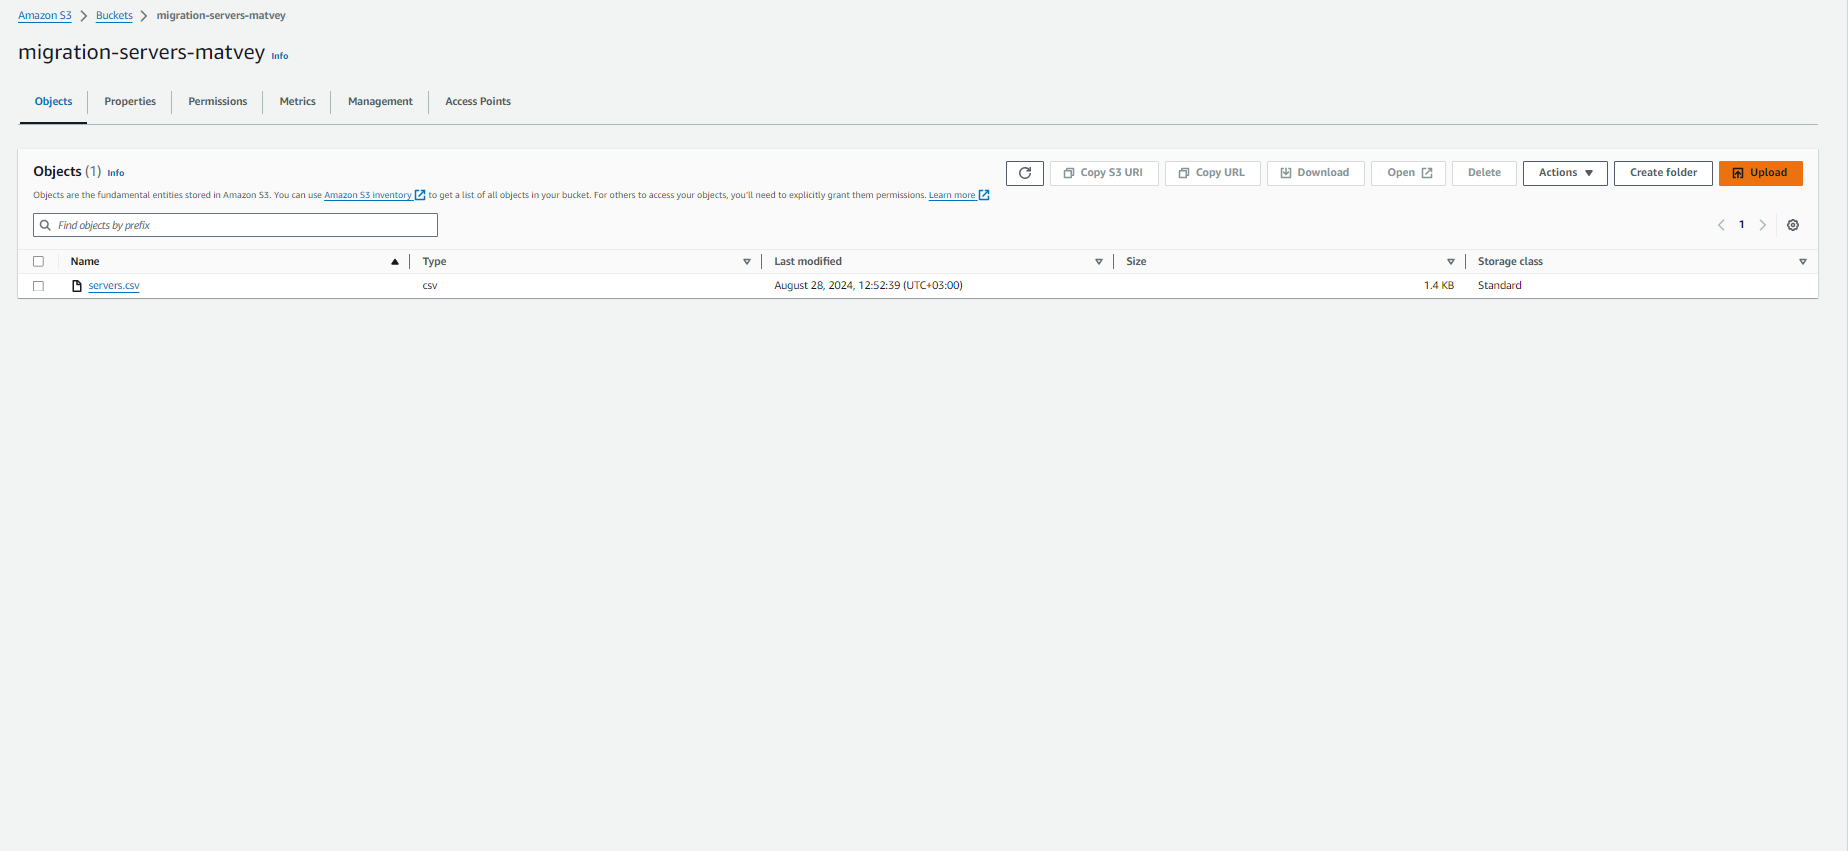 Amazon S3 > Buckets > migration-servers-matvey
migration-servers-matvey Info
Objects Properties Permissions Metrics Management Access Points
Objects (1) Info
Copy S3 URI Copy URL Download Open Delete Actions Create folder Upload
Objects are the fundamental entities stored in Amazon S3. You can use Amazon S3 inventory to get a list of all objects in your bucket. For others to access your objects, you'll need to explicitly grant them permissions. Learn more
Find objects by prefix
1
Name Type Last modified Size Storage class
servers.csv csv August 28, 2024, 12:52:39 (UTC+03:00) 1.4 KB Standard